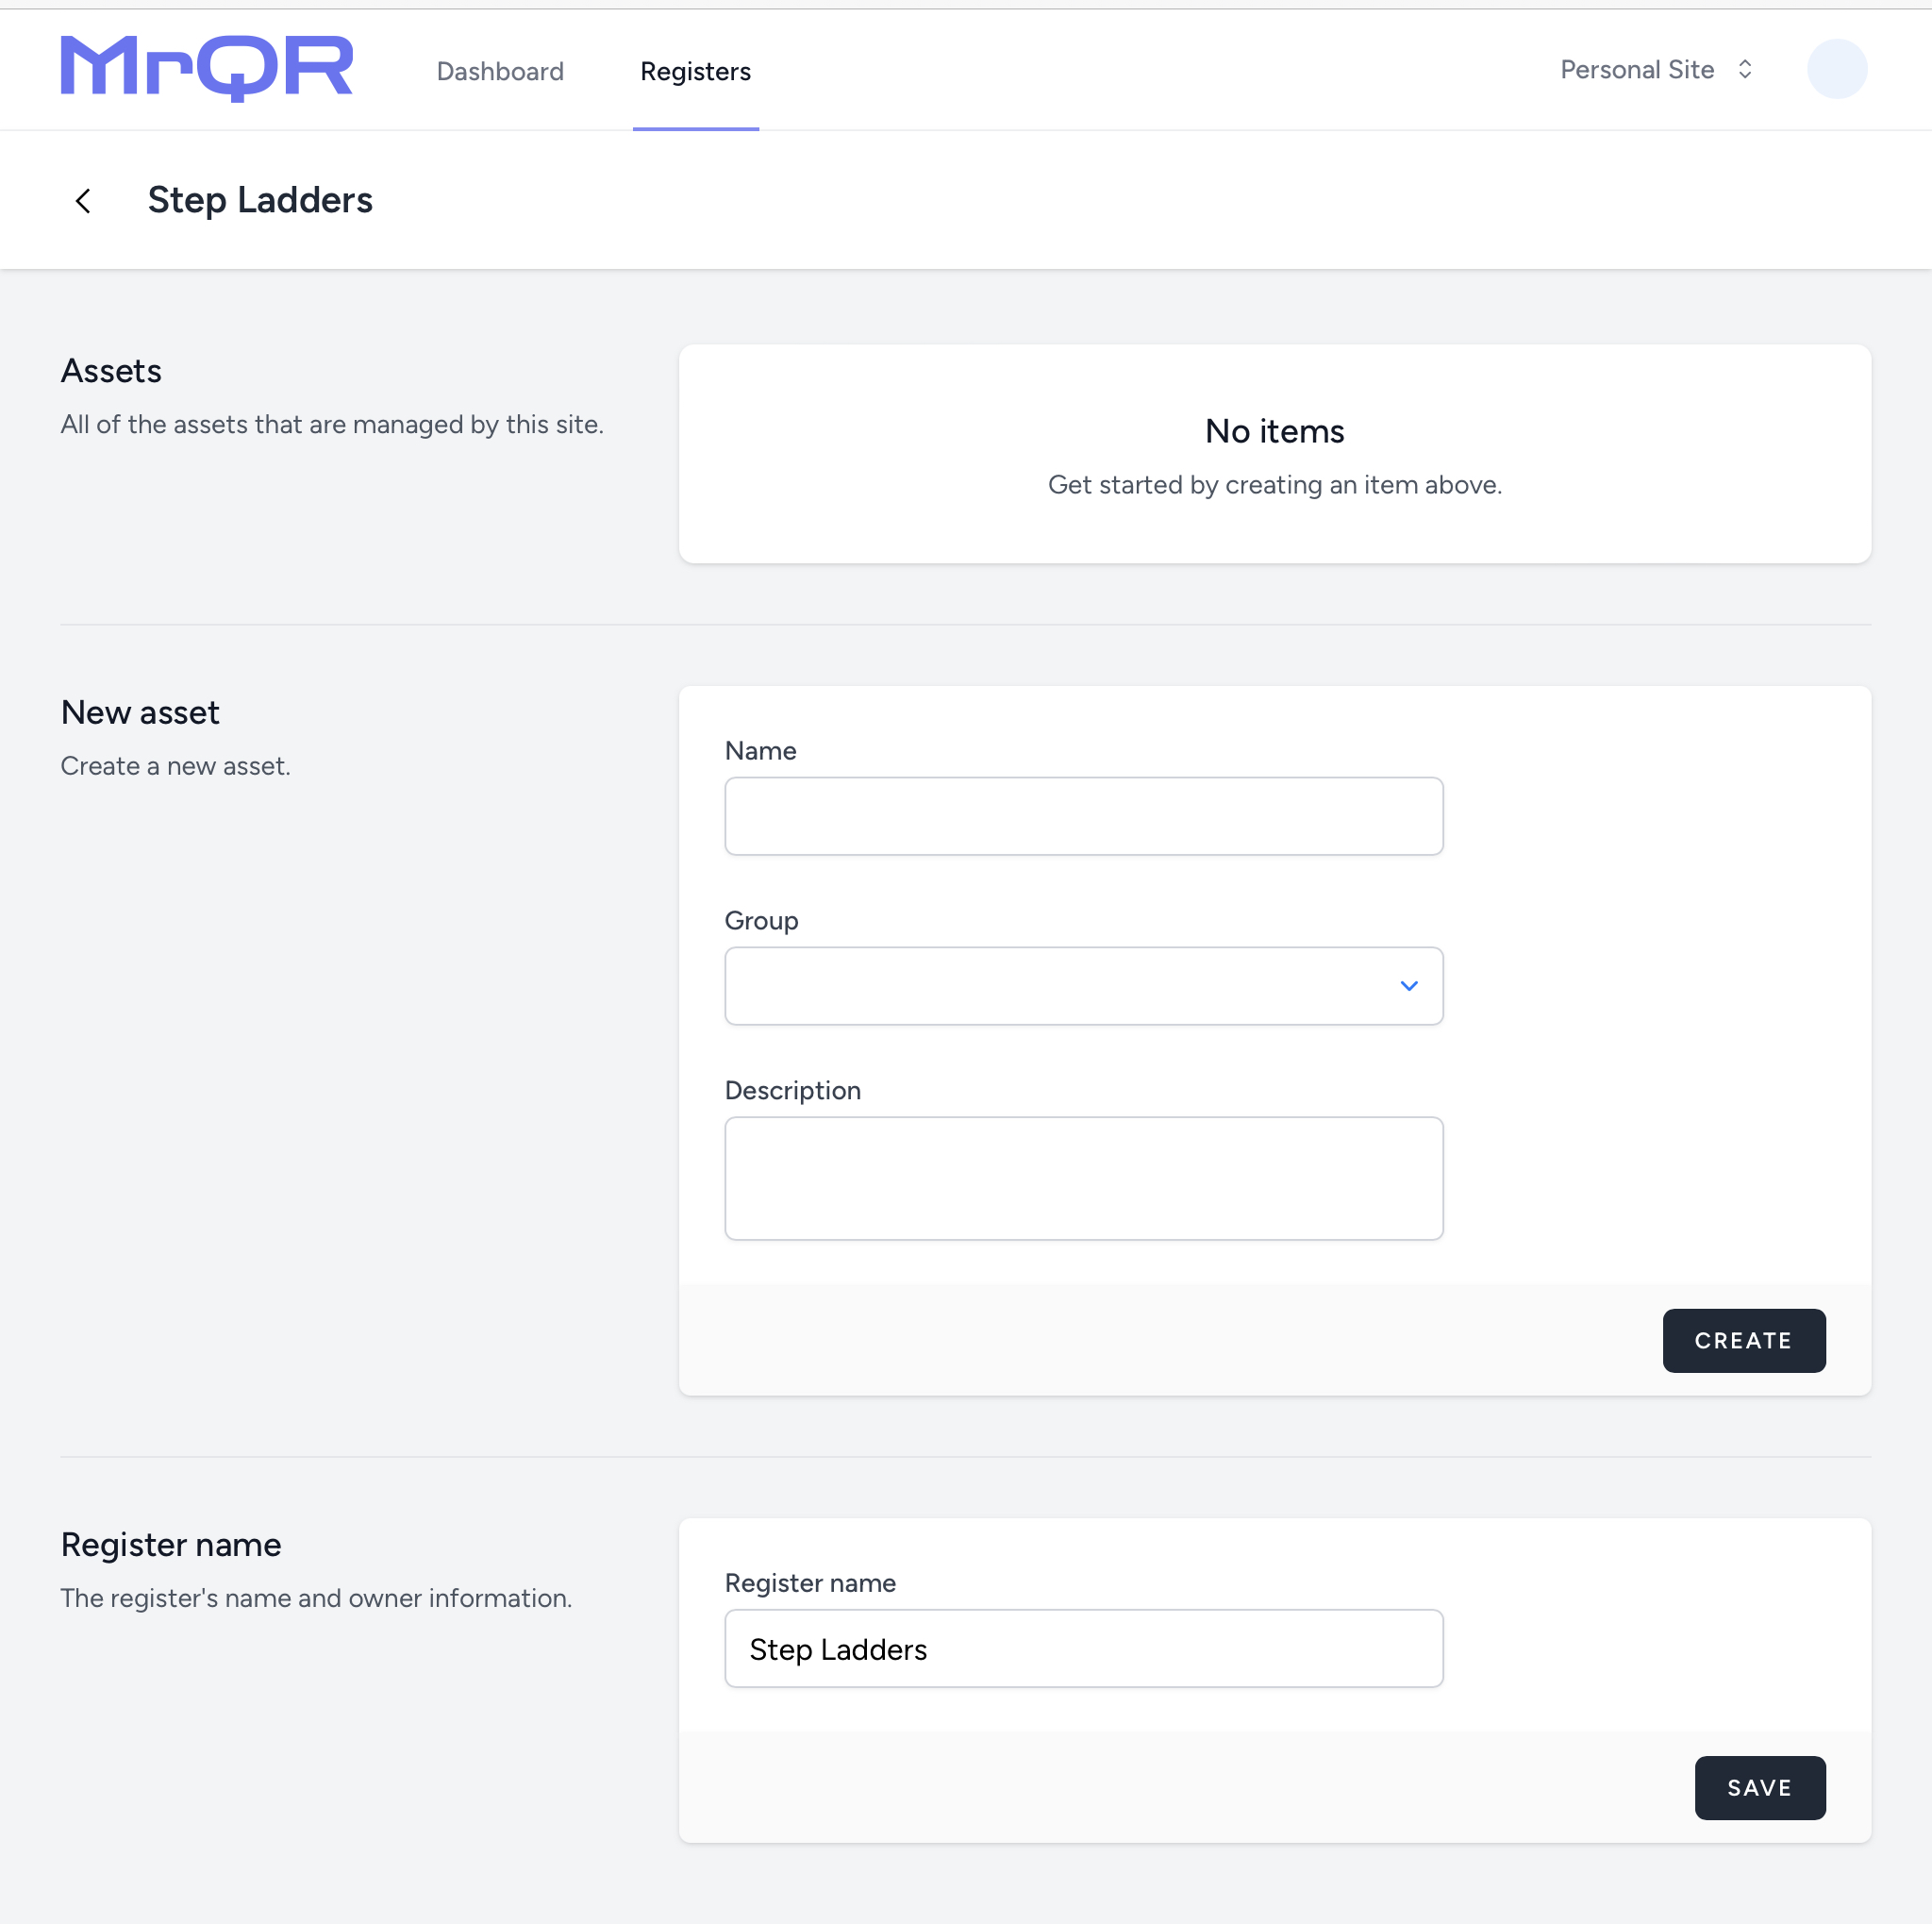 MrQR
Dashboard
Registers
Personal Site
Step Ladders
Assets
All of the assets that are managed by this site.
No items
Get started by creating an item above.
New asset
Create a new asset.
Name
Group
Description
CREATE
Register name
The register's name and owner information.
Register name
Step Ladders
SAVE